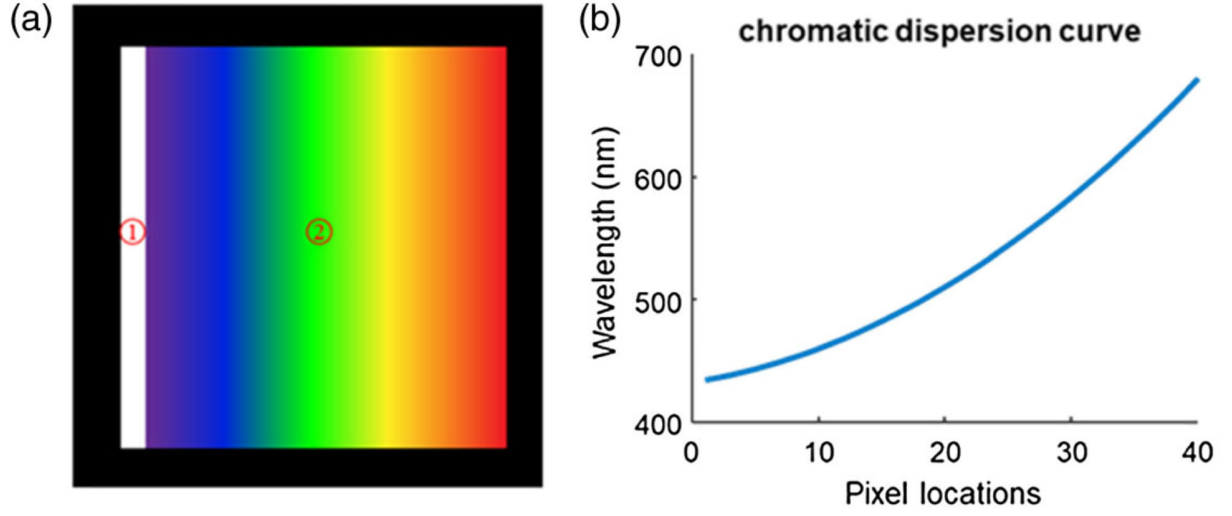 (a)
①
②
(b)
chromatic dispersion curve
700
600
500
400
Wavelength (nm)
0 10 20 30 40
Pixel locations